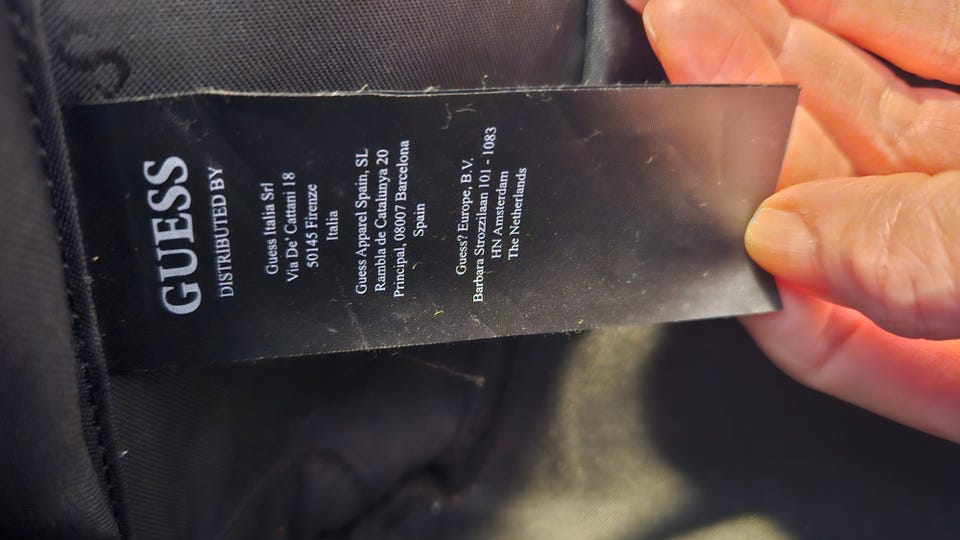 GUESS
DISTRIBUTED BY
Guess Italia Srl
Via De' Cattani 18
50145 Firenze
Italia
Guess Apparel Spain, SL
Rambla de Catalunya 20
Principal, 08007 Barcelona
Spain
Guess? Europe, B.V.
Barbara Strozzilaan 101 - 1083
HN Amsterdam
The Netherlands